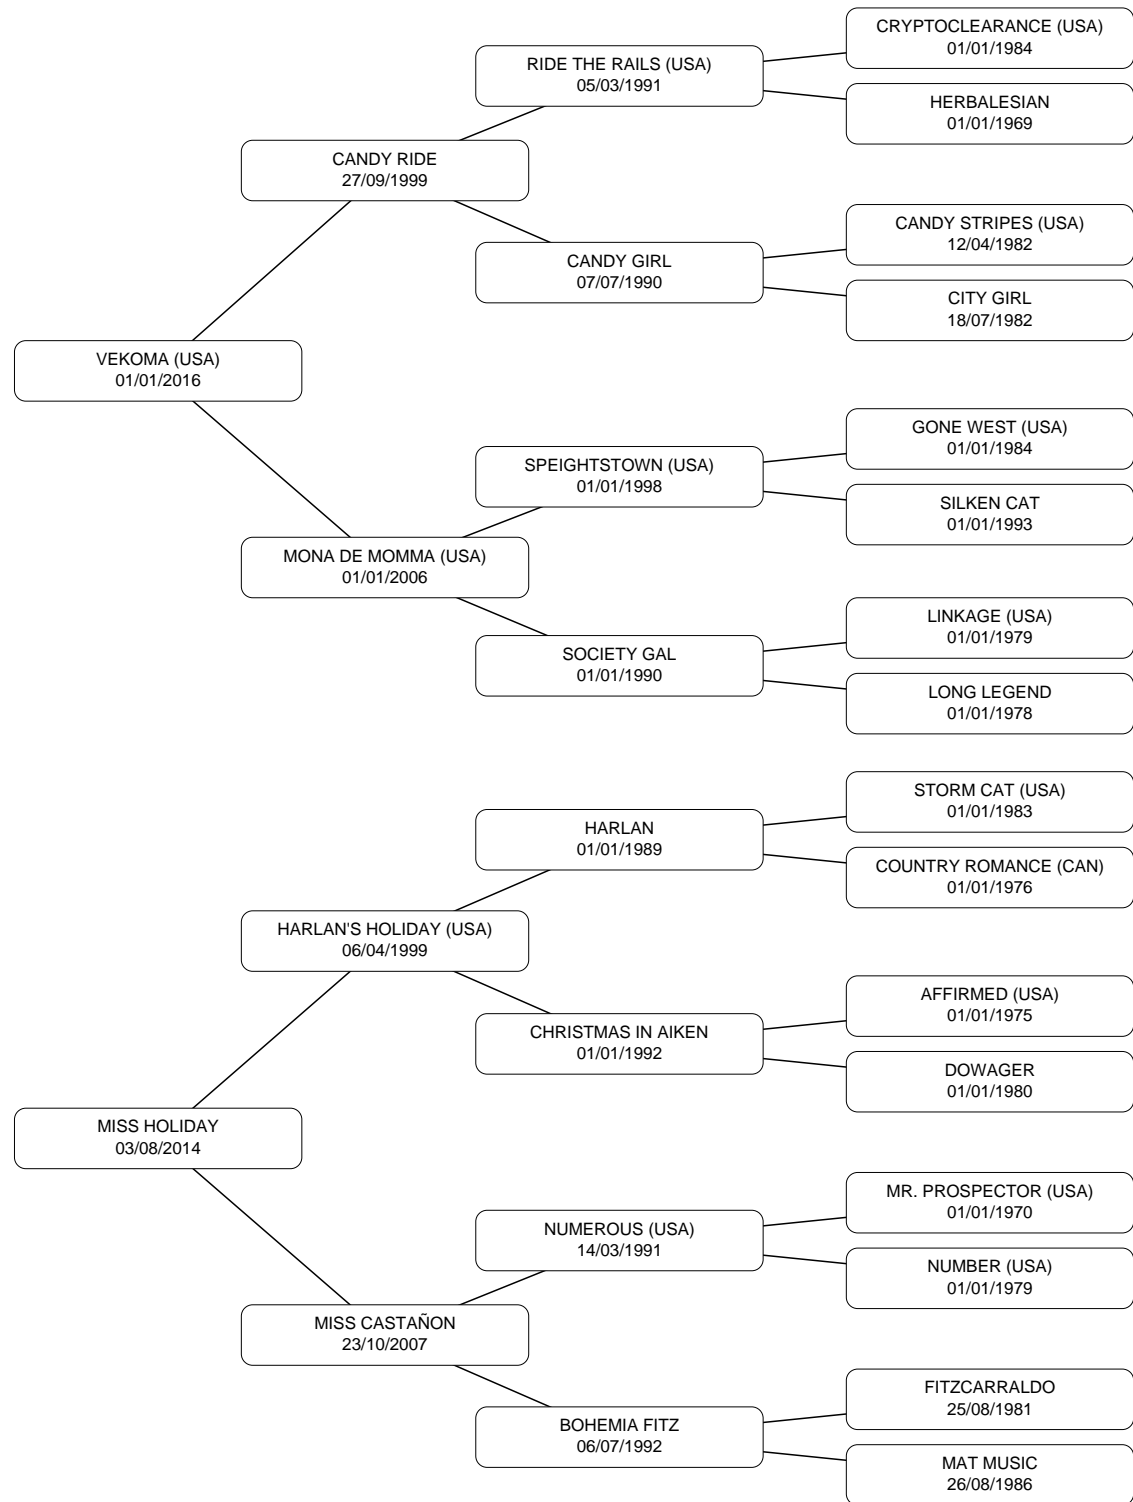 CRYPTOCLEARANCE (USA)
01/01/1984
RIDE THE RAILS (USA)
05/03/1991
HERBALESIAN
01/01/1969
CANDY RIDE
27/09/1999
CANDY STRIPES (USA)
12/04/1982
CANDY GIRL
07/07/1990
CITY GIRL
18/07/1982
VEKOMA (USA)
01/01/2016
GONE WEST (USA)
01/01/1984
SPEIGHTSTOWN (USA)
01/01/1998
SILKEN CAT
01/01/1993
MONA DE MOMMA (USA)
01/01/2006
LINKAGE (USA)
01/01/1979
SOCIETY GAL
01/01/1990
LONG LEGEND
01/01/1978
STORM CAT (USA)
01/01/1983
HARLAN
01/01/1989
COUNTRY ROMANCE (CAN)
01/01/1976
HARLAN'S HOLIDAY (USA)
06/04/1999
AFFIRMED (USA)
01/01/1975
CHRISTMAS IN AIKEN
01/01/1992
DOWAGER
01/01/1980
MISS HOLIDAY
03/08/2014
MR. PROSPECTOR (USA)
01/01/1970
NUMEROUS (USA)
14/03/1991
NUMBER (USA)
01/01/1979
MISS CASTAÑON
23/10/2007
FITZCARRALDO
25/08/1981
BOHEMIA FITZ
06/07/1992
MAT MUSIC
26/08/1986